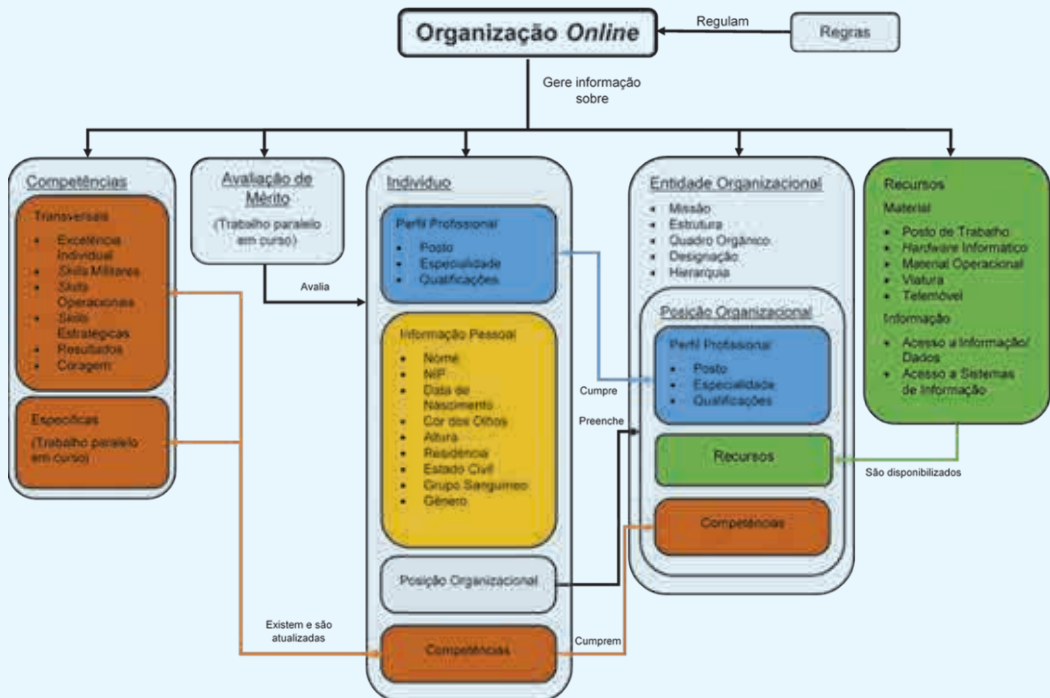 Organização Online
Regulam
Regras
Gere informação
sobre
Competências
Transversais
• Excelência
Individual
• Skills Militares
• Skills
Operacionais
• Skills
Estratégicas
• Resultados
• Coragem
Específicas
(Trabalho paralelo
em curso)
Avaliação de
Mérito
(Trabalho paralelo
em curso)
Avalia
Indivíduo
Perfil Profissional
• Posto
• Especialidade
• Qualificações
Informação Pessoal
• Nome
• NIP
• Data de
Nascimento
• Cor dos Olhos
• Altura
• Residência
• Estado Civil
• Grupo Sanguíneo
• Género
Posição Organizacional
Competências
Existem e são
atualizadas
Cumpre
Preenche
Cumprem
Entidade Organizacional
• Missão
• Estrutura
• Quadro Orgânico
• Designação
• Hierarquia
Posição Organizacional
Perfil Profissional
• Posto
• Especialidade
• Qualificações
Recursos
Competências
Recursos
Material
• Posto de Trabalho
• Hardware Informático
• Material Operacional
• Viatura
• Telemóvel
Informação
• Acesso a Informação/
Dados
• Acesso a Sistemas
de Informação
São disponibilizados